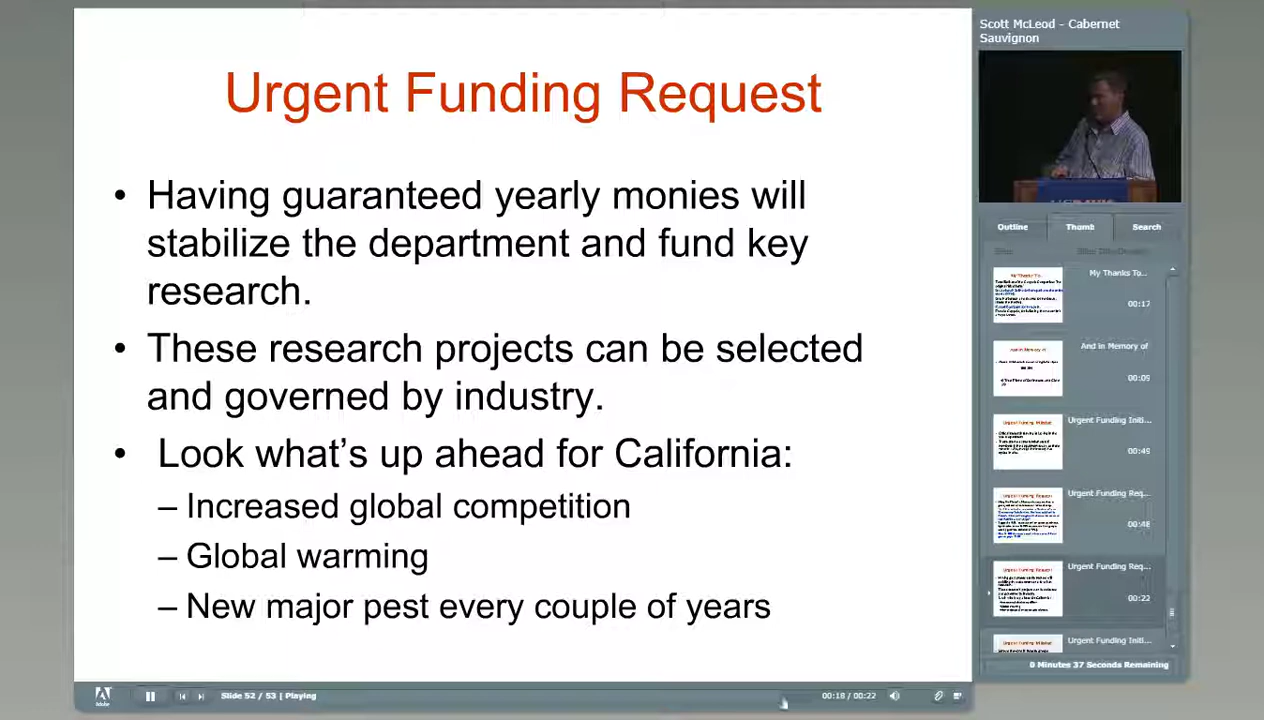 Urgent Funding Request
• Having guaranteed yearly monies will
stabilize the department and fund key
research.
• These research projects can be selected
and governed by industry.
• Look what's up ahead for California:
– Increased global competition
– Global warming
– New major pest every couple of years
Scott McLeod - Cabernet
Sauvignon
Outline
Thumb
Search
My Thanks To...
00:17
And in Memory of
00:09
Urgent Funding Initi...
00:49
Urgent Funding Req...
00:48
Urgent Funding Req...
00:22
Urgent Funding Initi...
0 Minutes 37 Seconds Remaining
Adobe
Slide 52 / 53 | Playing
00:18 / 00:22